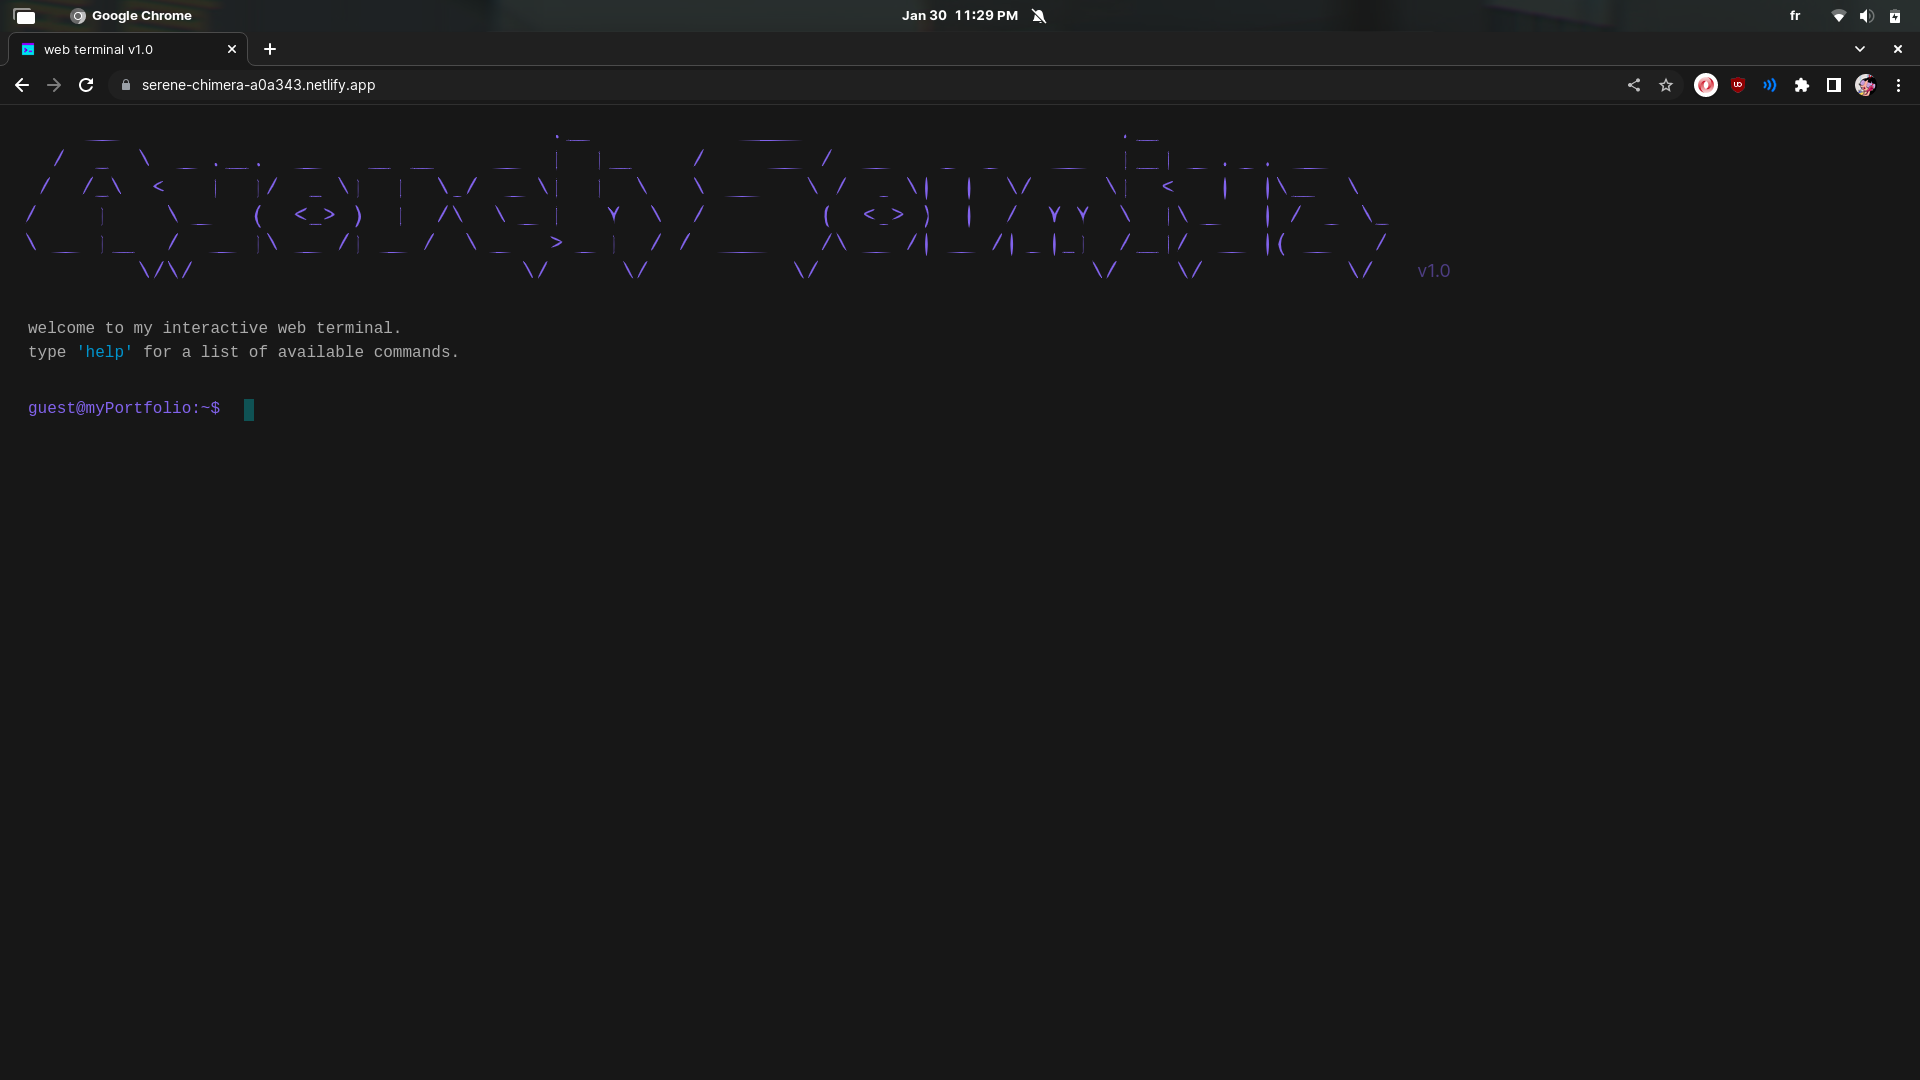 Google Chrome
Jan 30 11:29 PM
fr
web terminal v1.0
serene-chimera-a0a343.netlify.app
v1.0
welcome to my interactive web terminal.
type 'help' for a list of available commands.
guest@myPortfolio:~$